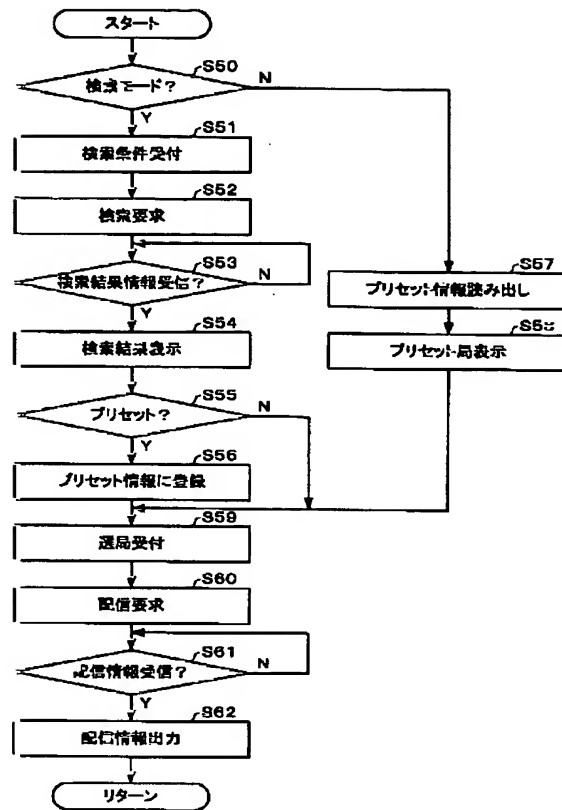 スタート
S50
検索モード?
N
Y
S51
検索条件受付
S52
検索要求
S53
検索結果情報受信?
N
Y
S54
検索結果表示
S57
プリセット情報読み出し
プリセット局表示
S55
プリセット?
N
Y
S56
プリセット情報に登録
S59
選局受付
S60
配信要求
S61
配信情報受信?
N
Y
S62
配信情報出力
リターン